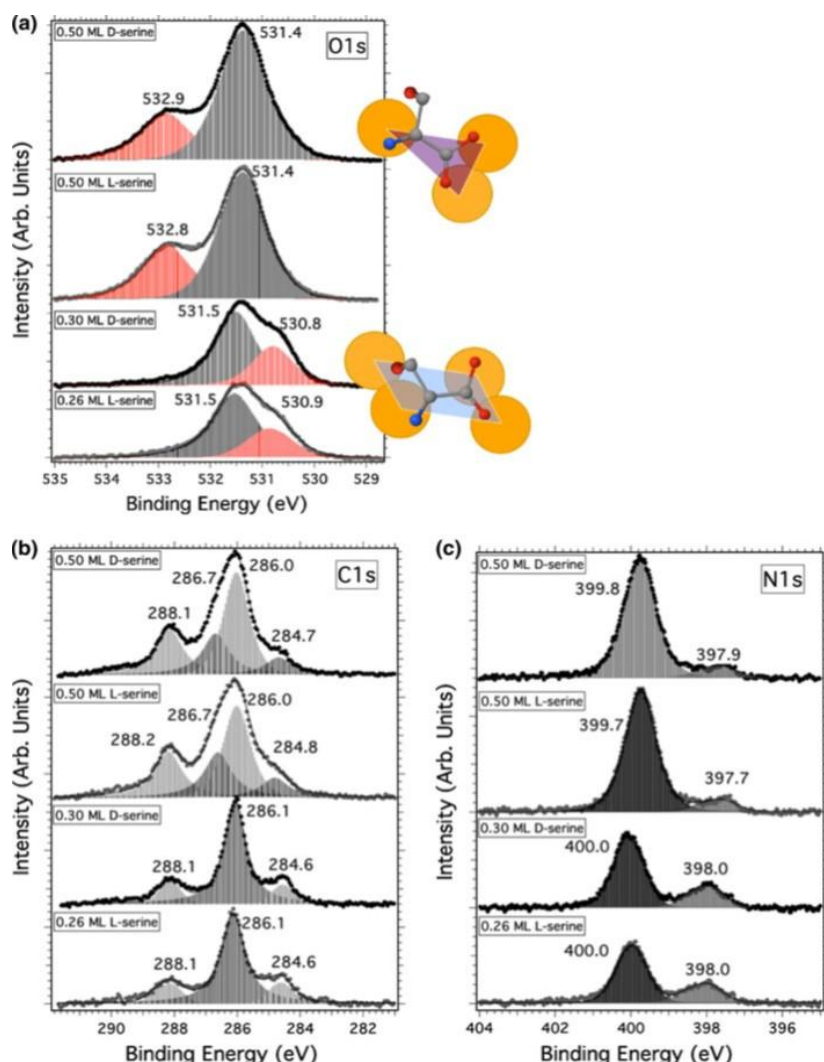 (a)
0.50 ML D-serine
531.4
O1s
532.9
0.50 ML L-serine
531.4
532.8
0.30 ML D-serine
531.5
530.8
0.26 ML L-serine
531.5
530.9
Intensity (Arb. Units)
535 534 533 532 531 530 529
Binding Energy (eV)
(b)
0.50 ML D-serine
286.0
C1s
286.7
288.1
284.7
0.50 ML L-serine
286.0
286.7
288.2
284.8
0.30 ML D-serine
286.1
288.1
284.6
0.26 ML L-serine
286.1
288.1
284.6
Intensity (Arb. Units)
290 288 286 284 282
Binding Energy (eV)
(c)
0.50 ML D-serine
N1s
399.8
397.9
0.50 ML L-serine
399.7
397.7
0.30 ML D-serine
400.0
398.0
0.26 ML L-serine
400.0
398.0
Intensity (Arb. Units)
404 402 400 398 396
Binding Energy (eV)